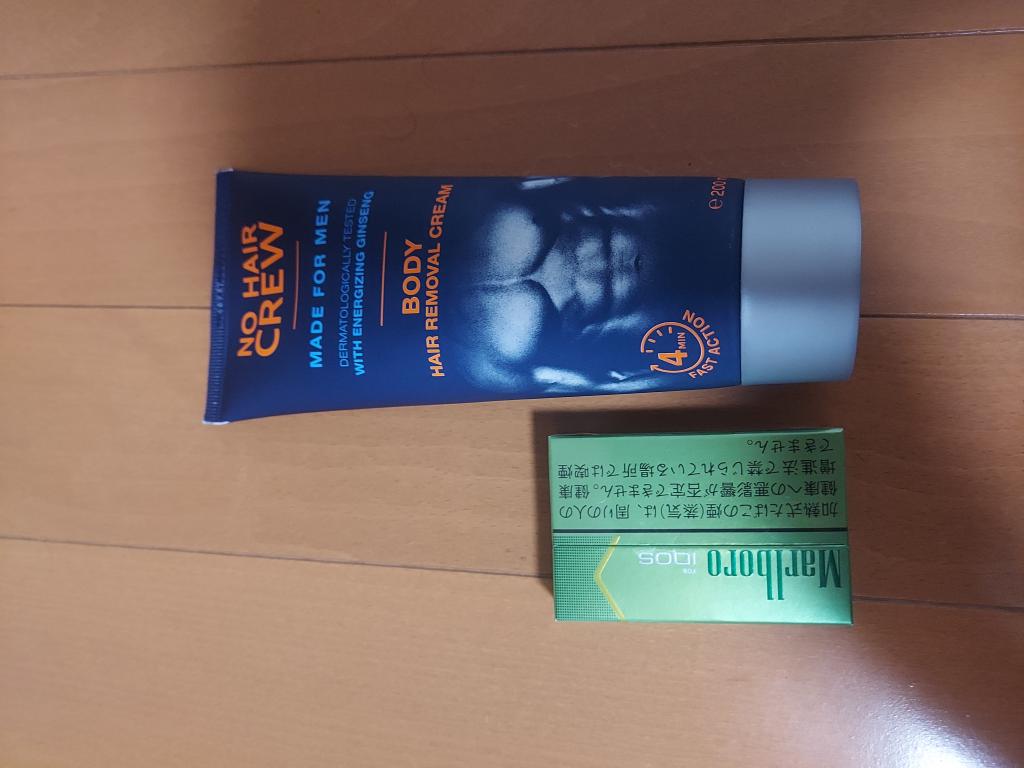 NO HAIR
CREW
MADE FOR MEN
DERMATOLOGICALLY TESTED
WITH ENERGIZING GINSENG
BODY
HAIR REMOVAL CREAM
4 MIN
FAST ACTION
e 200
加熱式たばこの煙(蒸気)は、周りの人の
健康への悪影響が否定できません。健康
増進法で禁じられている場所では喫煙
できません。
Marlboro
FOR
IQOS